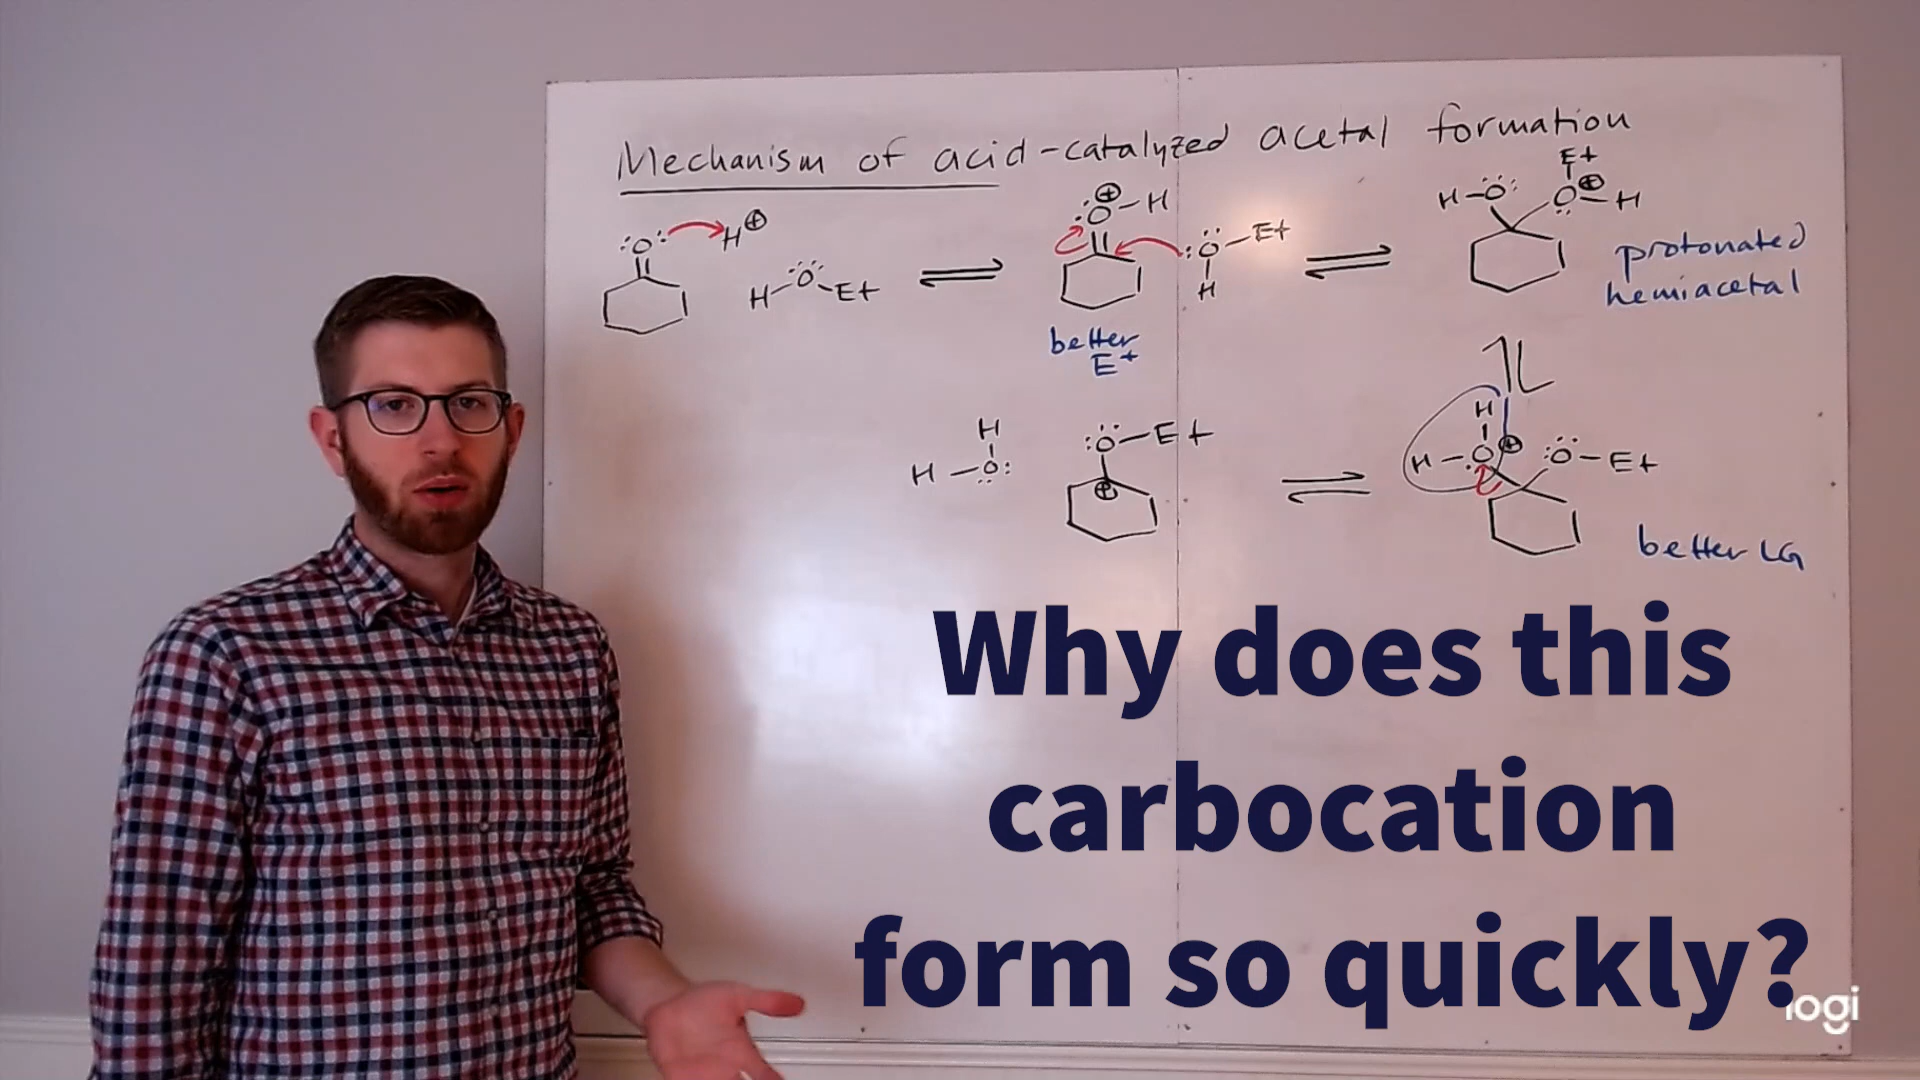 Mechanism of acid-catalyzed acetal formation
:O: H⊕
H-O-Et
⊕
:O-H
:O-Et
H
better
E+
Et
H-O: O⊕-H
protonated
hemiacetal
H
H-O:
:O-Et
⊕
H
H-O⊕ :O-Et
better LG
Why does this
carbocation
form so quickly?
logi